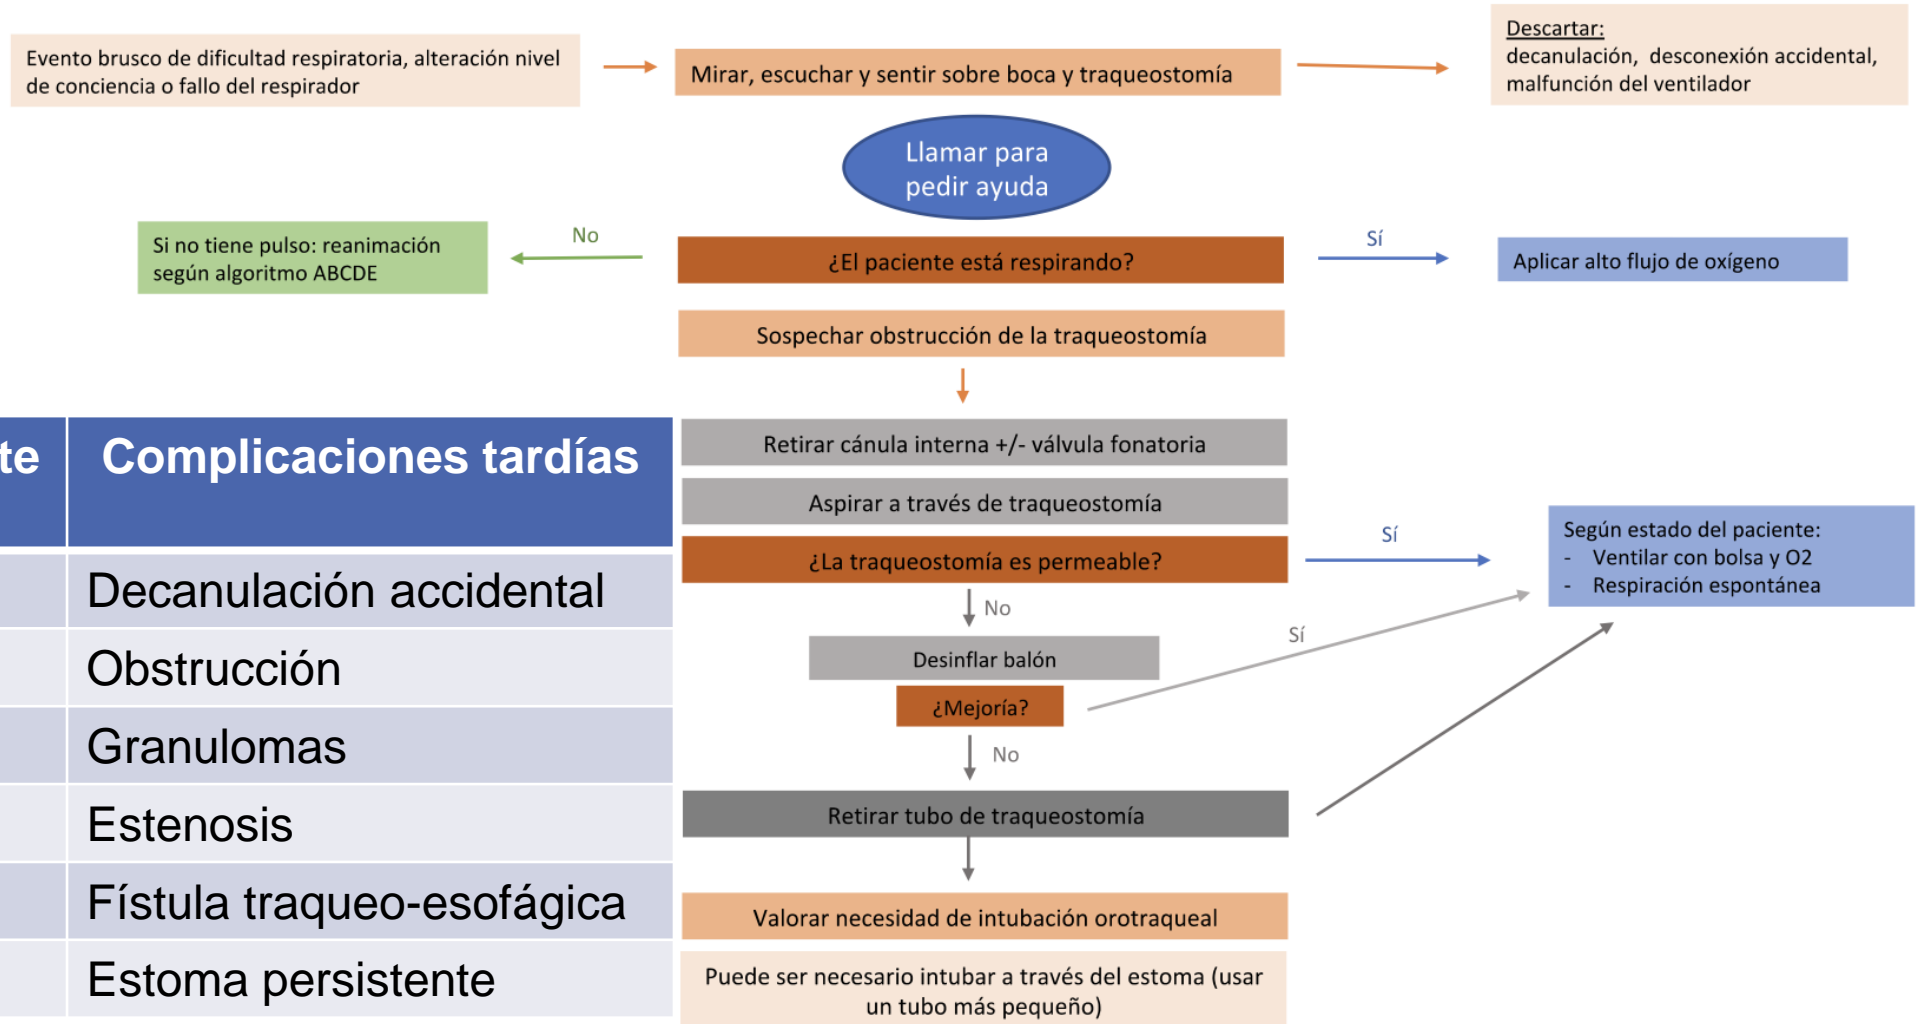 Evento brusco de dificultad respiratoria, alteración nivel
de conciencia o fallo del respirador
Mirar, escuchar y sentir sobre boca y traqueostomía
Descartar:
decanulación, desconexión accidental,
malfunción del ventilador
Llamar para
pedir ayuda
Si no tiene pulso: reanimación
según algoritmo ABCDE
No
¿El paciente está respirando?
Sí
Aplicar alto flujo de oxígeno
Sospechar obstrucción de la traqueostomía
Retirar cánula interna +/- válvula fonatoria
Aspirar a través de traqueostomía
¿La traqueostomía es permeable?
Sí
Según estado del paciente:
- Ventilar con bolsa y O2
- Respiración espontánea
No
Desinflar balón
¿Mejoría?
Sí
No
Retirar tubo de traqueostomía
Valorar necesidad de intubación orotraqueal
Puede ser necesario intubar a través del estoma (usar
un tubo más pequeño)
te
Complicaciones tardías
Decanulación accidental
Obstrucción
Granulomas
Estenosis
Fístula traqueo-esofágica
Estoma persistente